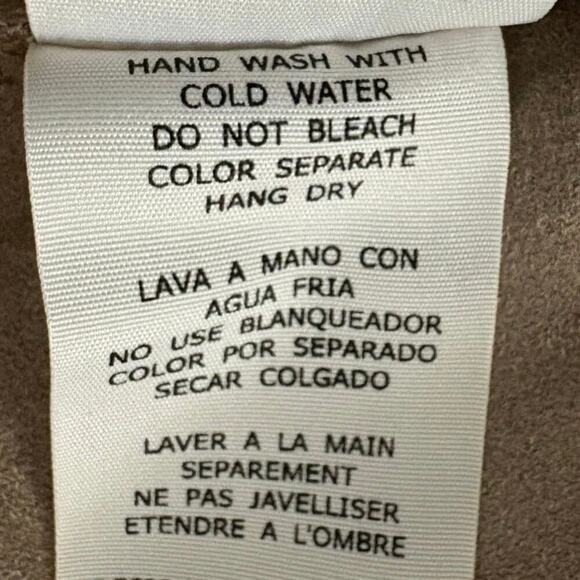 HAND WASH WITH
COLD WATER
DO NOT BLEACH
COLOR SEPARATE
HANG DRY
LAVA A MANO CON
AGUA FRIA
NO USE BLANQUEADOR
COLOR POR SEPARADO
SECAR COLGADO
LAVER A LA MAIN
SEPAREMENT
NE PAS JAVELLISER
ETENDRE A L'OMBRE